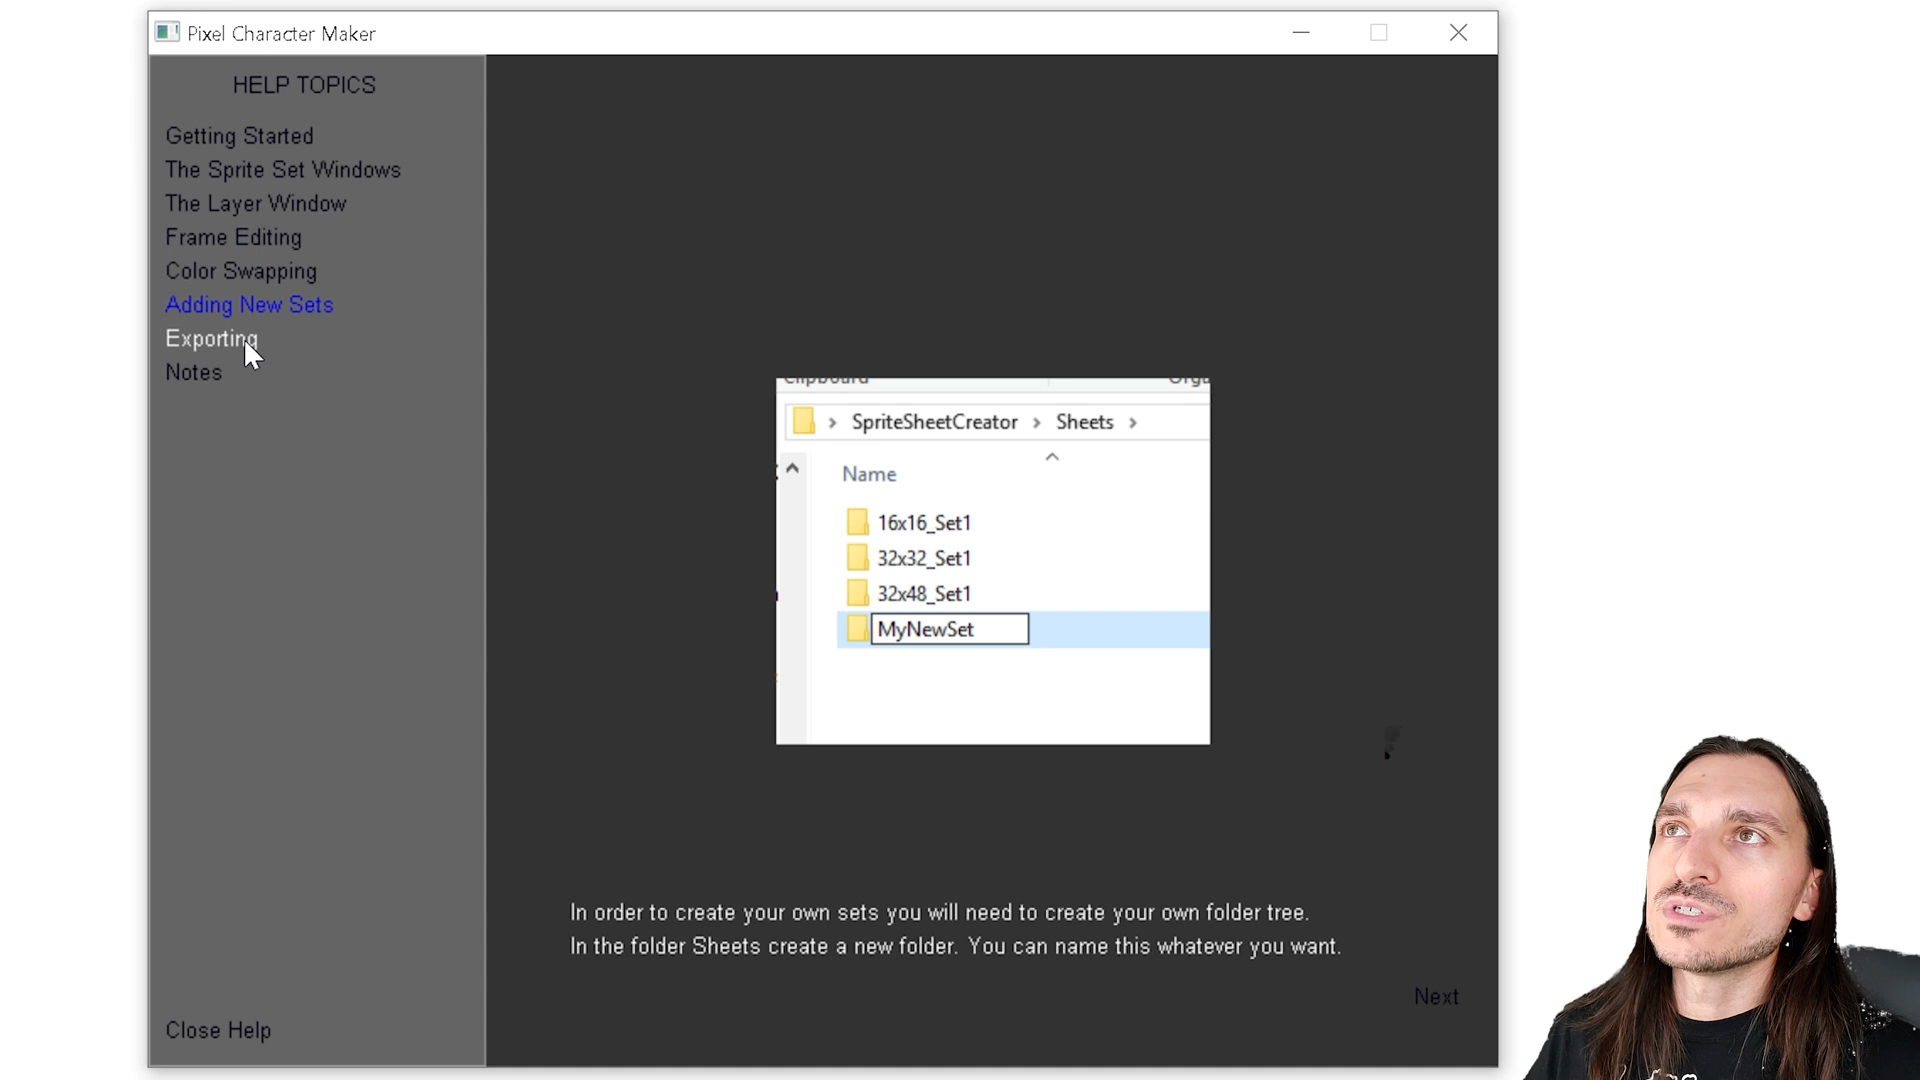 Pixel Character Maker
HELP TOPICS
Getting Started
The Sprite Set Windows
The Layer Window
Frame Editing
Color Swapping
Adding New Sets
Exporting
Notes
Close Help
Clipboard
SpriteSheetCreator
Sheets
Name
16x16_Set1
32x32_Set1
32x48_Set1
MyNewSet
In order to create your own sets you will need to create your own folder tree.
In the folder Sheets create a new folder. You can name this whatever you want.
Next